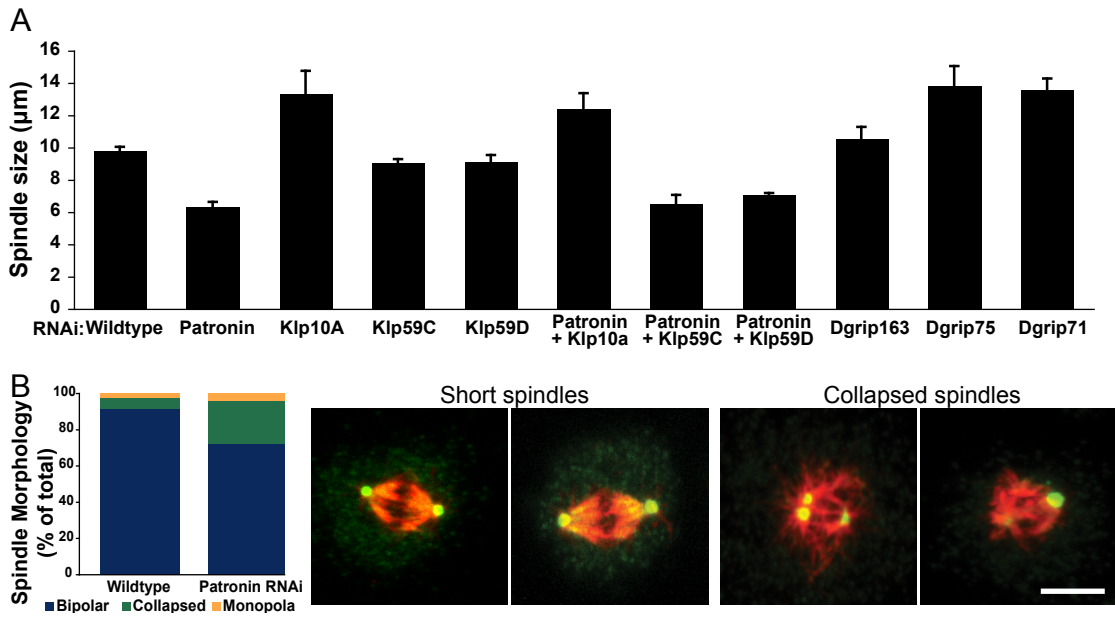 A
Spindle size (µm)
16
14
12
10
8
6
4
2
0
RNAi: Wildtype Patronin Klp10A Klp59C Klp59D Patronin + Klp10a Patronin + Klp59C Patronin + Klp59D Dgrip163 Dgrip75 Dgrip71
B
Spindle Morphology
(% of total)
100
80
60
40
20
0
Wildtype Patronin RNAi
Bipolar Collapsed Monopola
Short spindles
Collapsed spindles